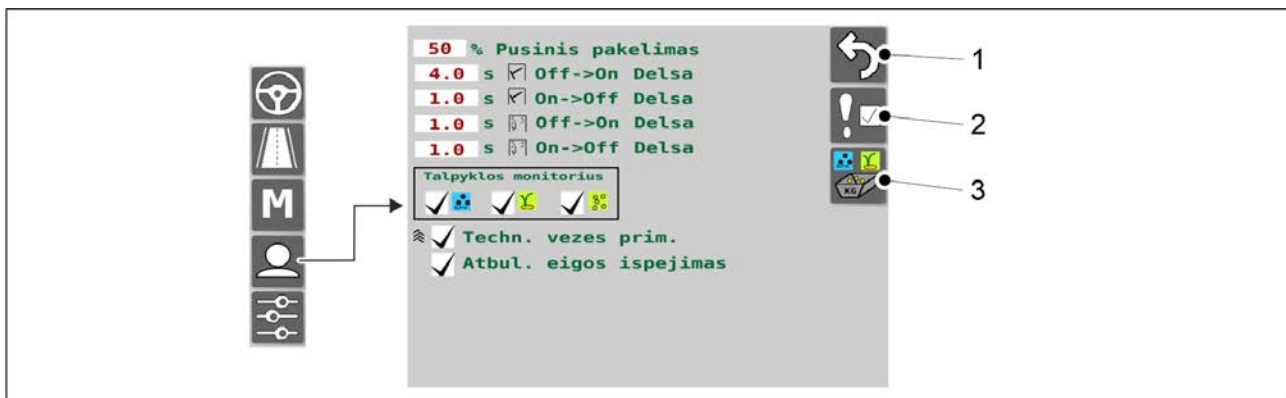 50 % Pusinis pakelimas
4.0 s Off->On Delsa
1.0 s On->Off Delsa
1.0 s Off->On Delsa
1.0 s On->Off Delsa
Talpyklos monitorius
Techn. vezes prim.
Atbul. eigos ispejimas
M
KG
1
2
3